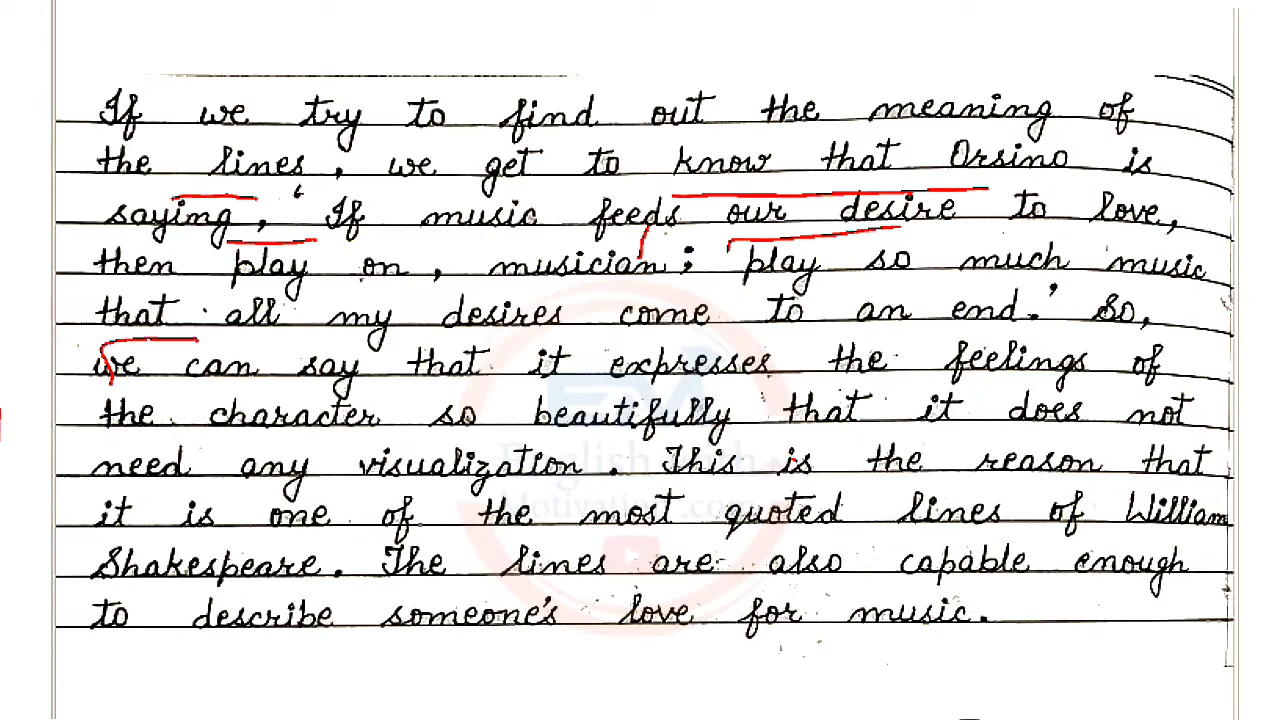 If we try to find out the meaning of
the lines, we get to know that Orsino is
saying, ‘If music feeds our desire to love,
then play on, musician; play so much music
that all my desires come to an end.’ So,
we can say that it expresses the feelings of
the character so beautifully that it does not
need any visualization. This is the reason that
it is one of the most quoted lines of William
Shakespeare. The lines are also capable enough
to describe someone's love for music.
English
Motivation.com